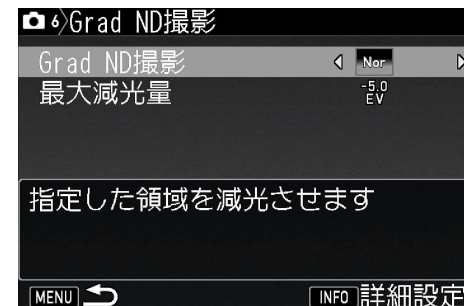 6〉Grad ND撮影
Grad ND撮影 Nor
最大減光量 -5.0 EV
指定した領域を減光させます
MENU INFO 詳細設定